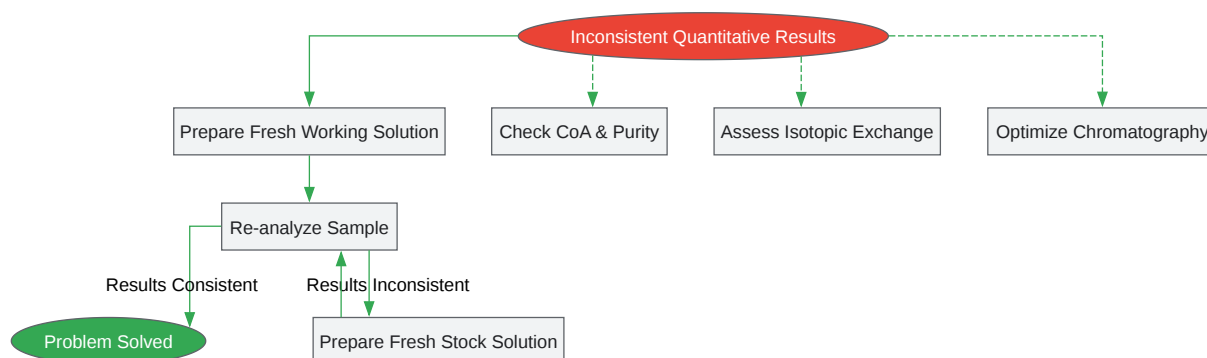 Inconsistent Quantitative Results
Prepare Fresh Working Solution
Check CoA & Purity
Assess Isotopic Exchange
Optimize Chromatography
Re-analyze Sample
Results Consistent
Results Inconsistent
Problem Solved
Prepare Fresh Stock Solution